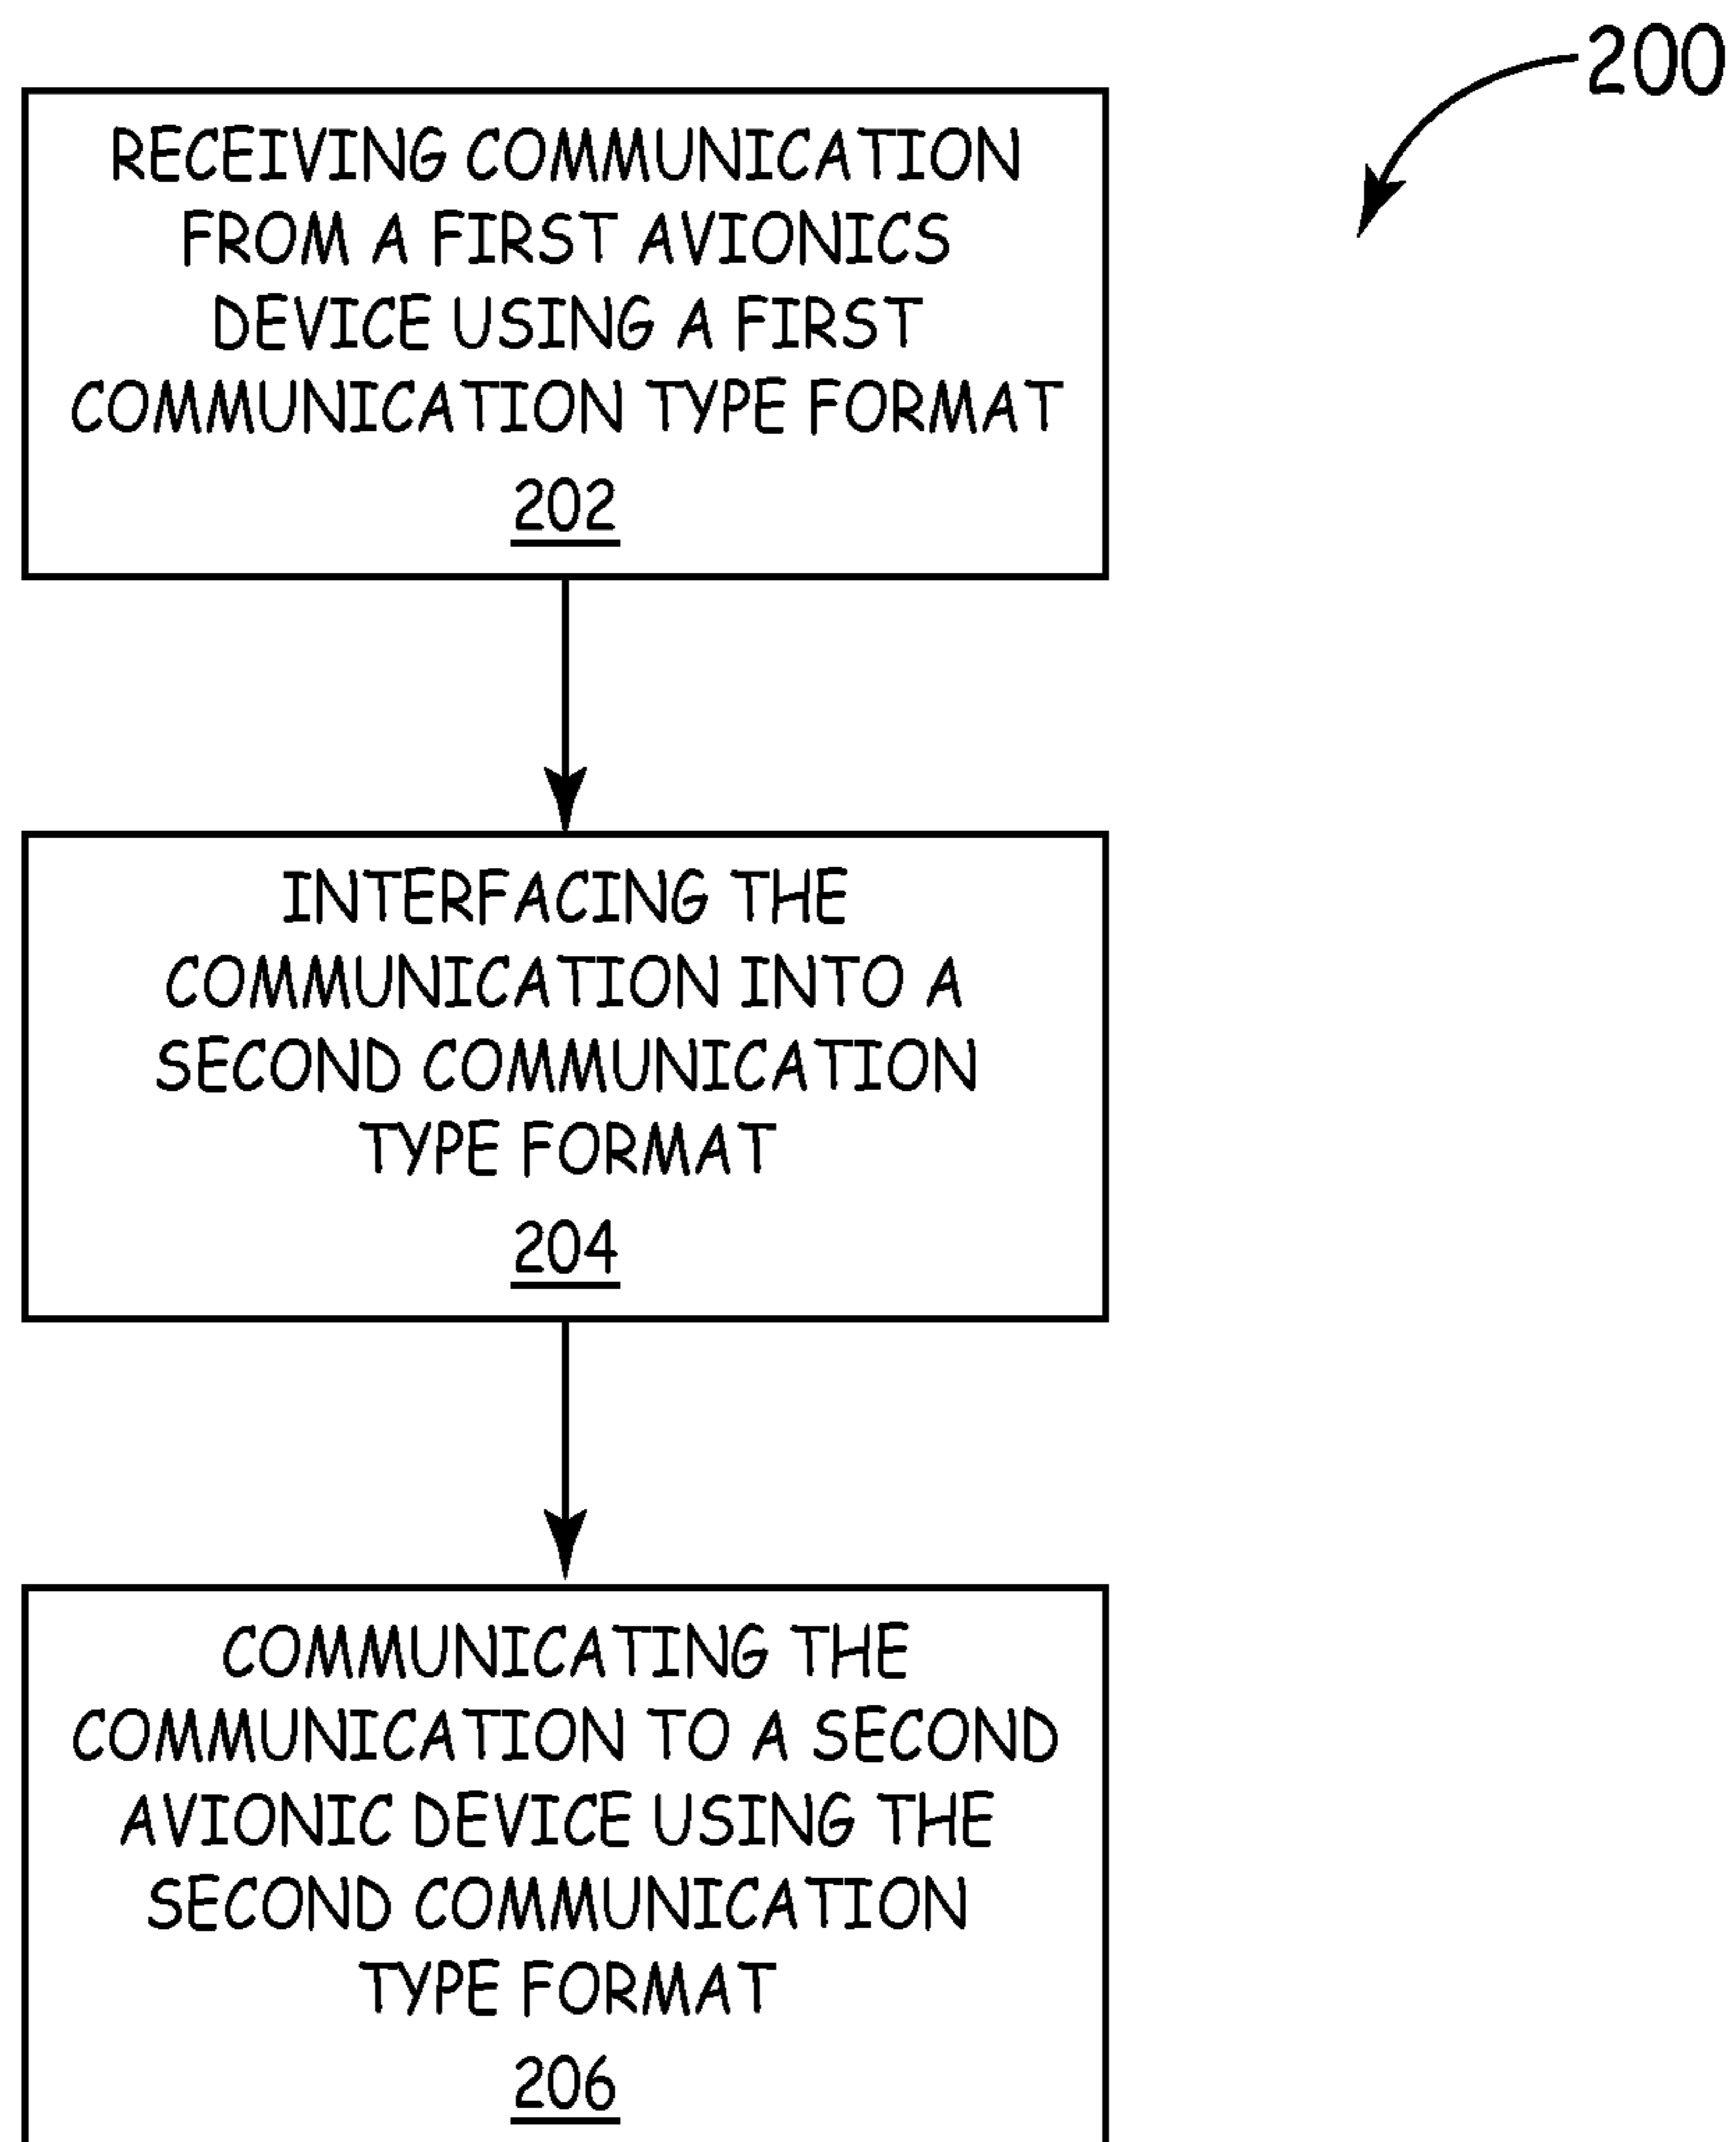 200
RECEIVING COMMUNICATION
FROM A FIRST AVIONICS
DEVICE USING A FIRST
COMMUNICATION TYPE FORMAT
202
INTERFACING THE
COMMUNICATION INTO A
SECOND COMMUNICATION
TYPE FORMAT
204
COMMUNICATING THE
COMMUNICATION TO A SECOND
AVIONIC DEVICE USING THE
SECOND COMMUNICATION
TYPE FORMAT
206